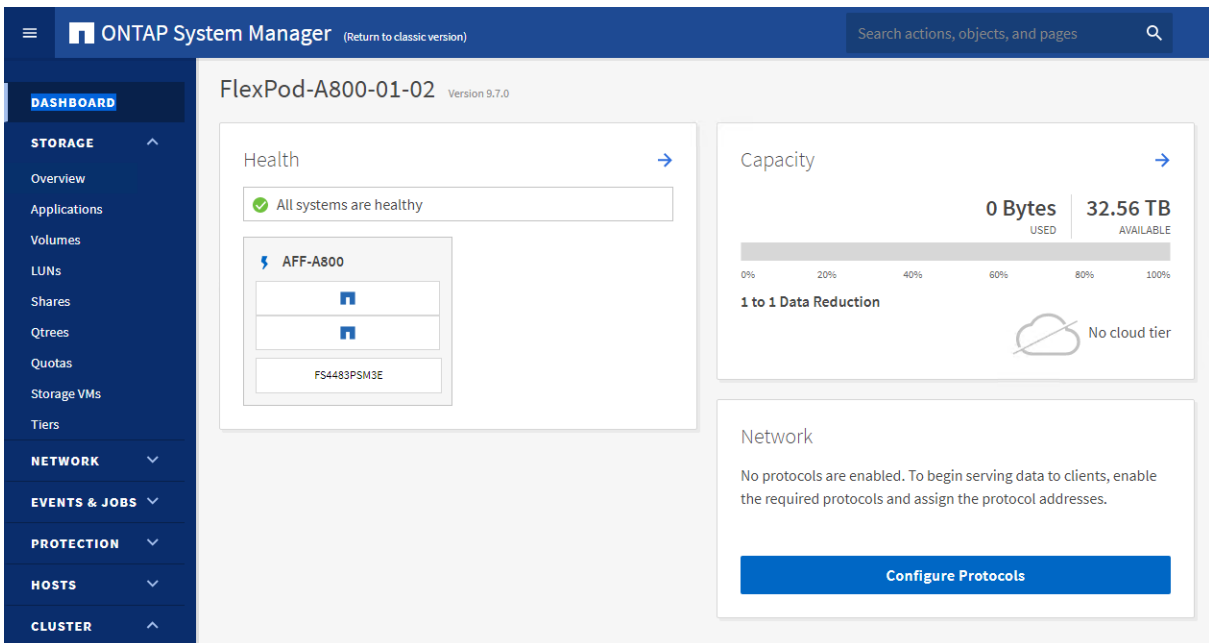 ONTAP System Manager (Return to classic version)
Search actions, objects, and pages
DASHBOARD
STORAGE
Overview
Applications
Volumes
LUNs
Shares
Qtrees
Quotas
Storage VMs
Tiers
NETWORK
EVENTS & JOBS
PROTECTION
HOSTS
CLUSTER
FlexPod-A800-01-02 Version 9.7.0
Health
All systems are healthy
AFF-A800
FS4483PSM3E
Capacity
0 Bytes 32.56 TB
USED AVAILABLE
0% 20% 40% 60% 80% 100%
1 to 1 Data Reduction
No cloud tier
Network
No protocols are enabled. To begin serving data to clients, enable
the required protocols and assign the protocol addresses.
Configure Protocols